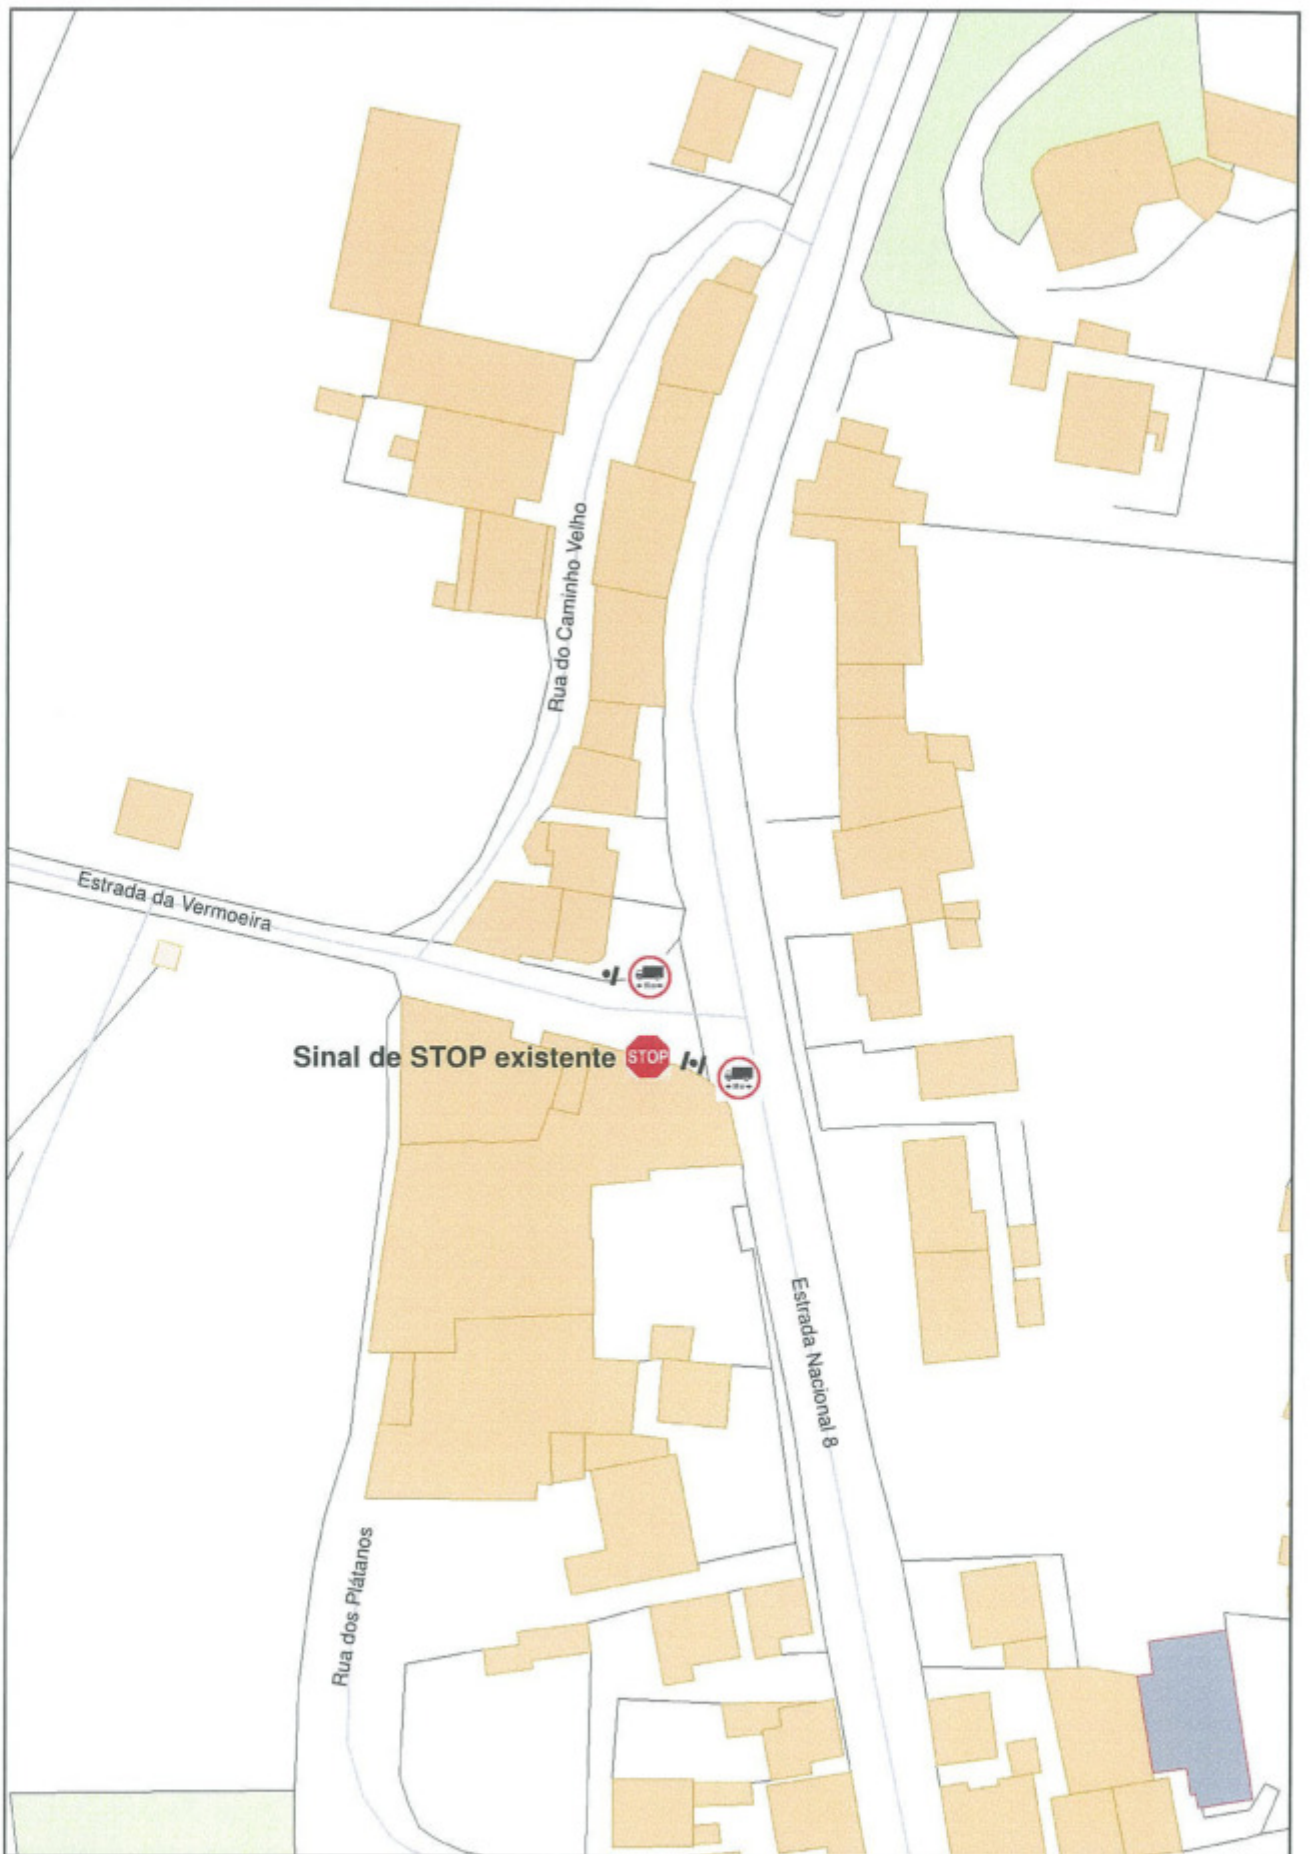 Rua do Caminho Velho
Estrada da Vermoeira
Sinal de STOP existente
STOP
Estrada Nacional 8
Rua dos Plátanos